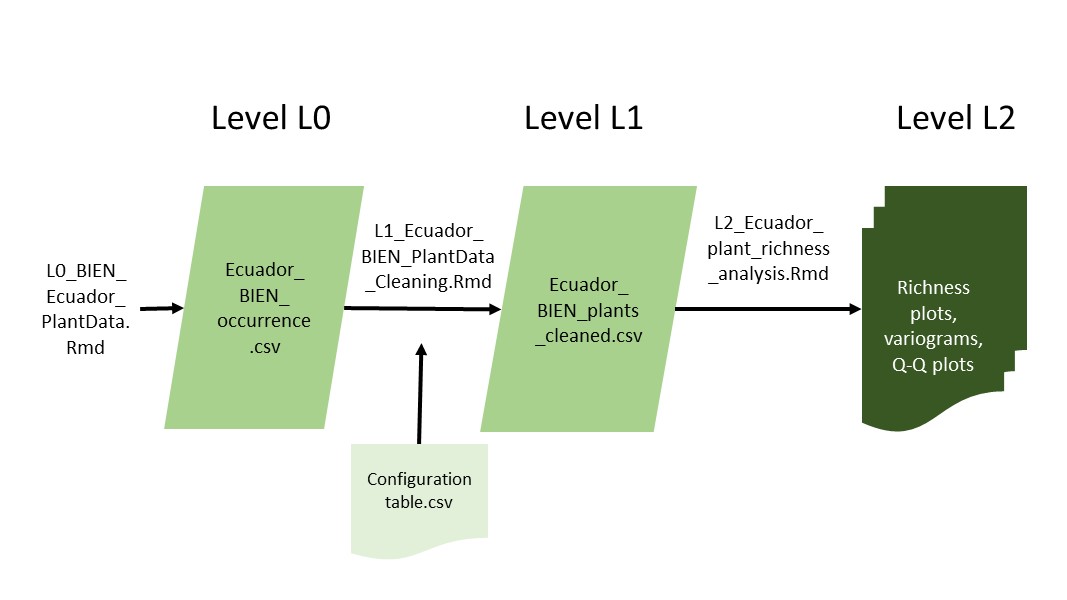 Level L0
Level L1
Level L2
L0_BIEN_
Ecuador_
PlantData.
Rmd
Ecuador_
BIEN_
occurrence
.csv
L1_Ecuador_
BIEN_PlantData
_Cleaning.Rmd
Configuration
table.csv
Ecuador_
BIEN_plants
_cleaned.csv
L2_Ecuador_
plant_richness
_analysis.Rmd
Richness
plots,
variograms,
Q-Q plots